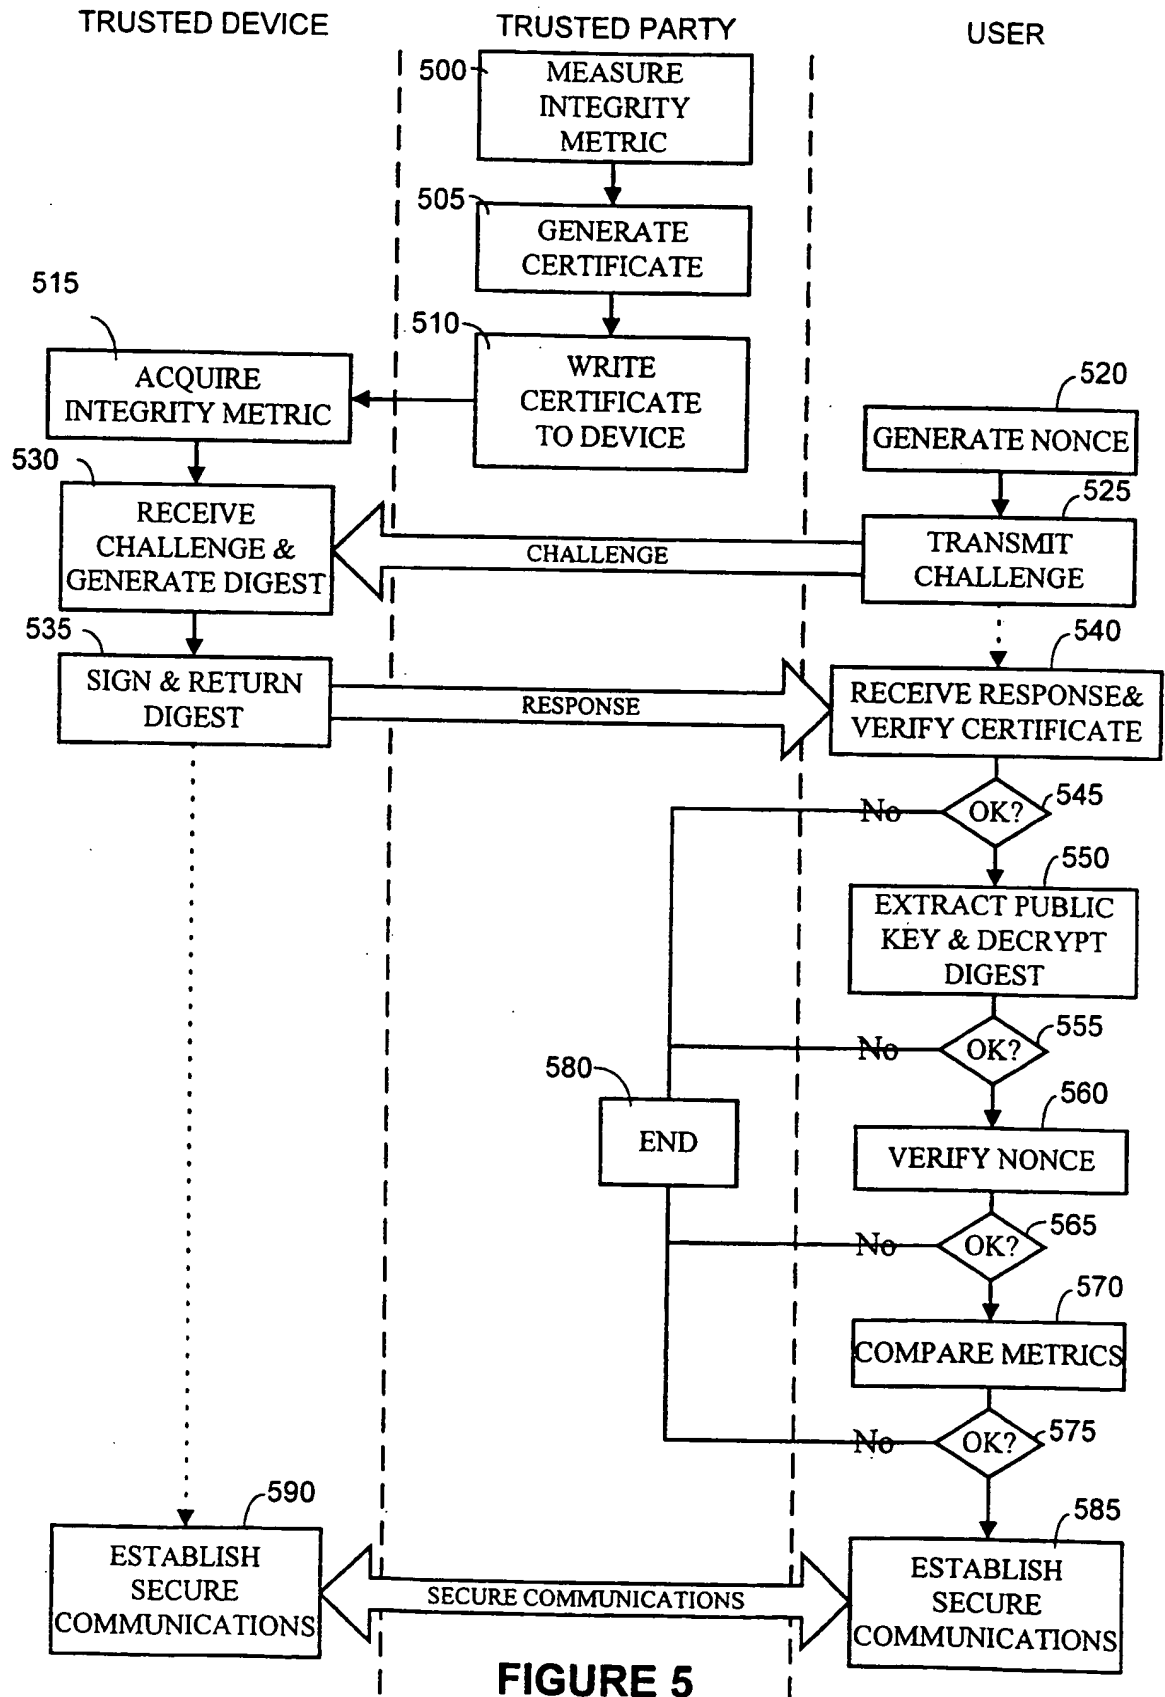 TRUSTED DEVICE
TRUSTED PARTY
USER
500
MEASURE
INTEGRITY
METRIC
505
GENERATE
CERTIFICATE
510
WRITE
CERTIFICATE
TO DEVICE
515
ACQUIRE
INTEGRITY METRIC
520
GENERATE NONCE
525
TRANSMIT
CHALLENGE
CHALLENGE
530
RECEIVE
CHALLENGE &
GENERATE DIGEST
535
SIGN & RETURN
DIGEST
RESPONSE
540
RECEIVE RESPONSE&
VERIFY CERTIFICATE
545
OK?
No
550
EXTRACT PUBLIC
KEY & DECRYPT
DIGEST
555
OK?
No
580
END
560
VERIFY NONCE
565
OK?
No
570
COMPARE METRICS
575
OK?
No
590
ESTABLISH
SECURE
COMMUNICATIONS
SECURE COMMUNICATIONS
585
ESTABLISH
SECURE
COMMUNICATIONS
FIGURE 5